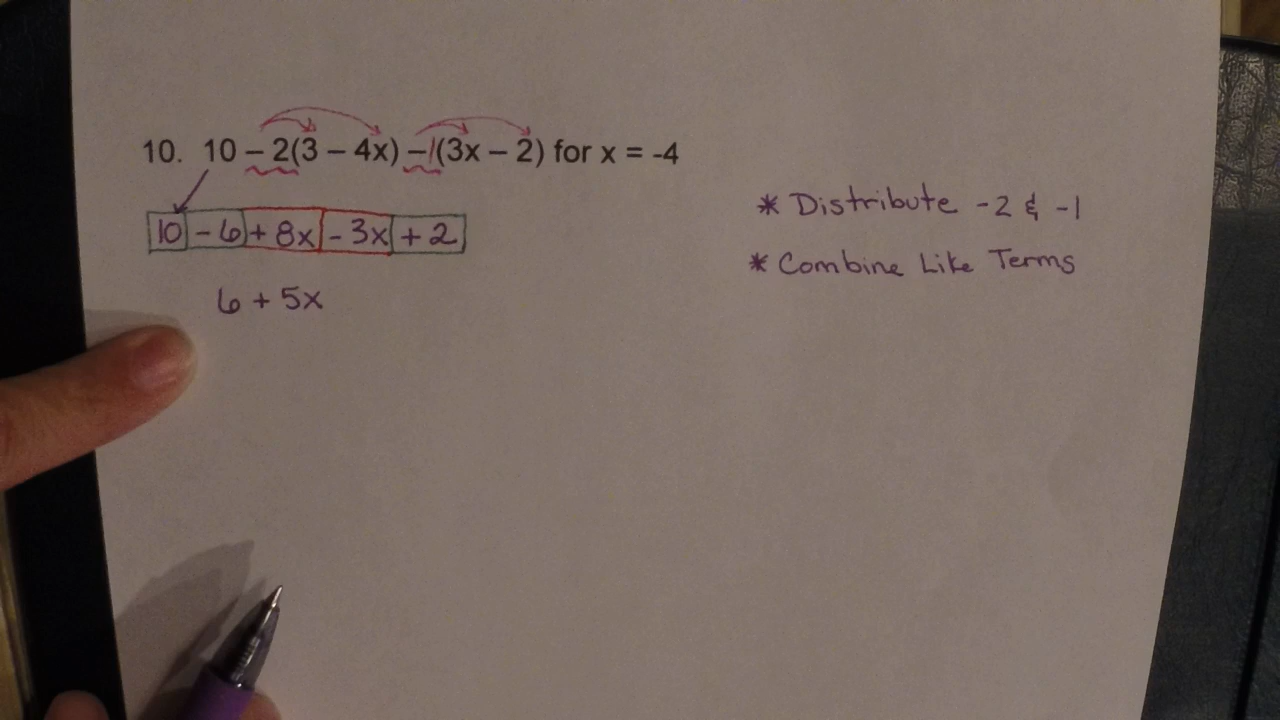 10. 10 – 2(3 – 4x) –1(3x – 2) for x = -4
10 - 6 + 8x - 3x + 2
6 + 5x
* Distribute -2 & -1
* Combine Like Terms